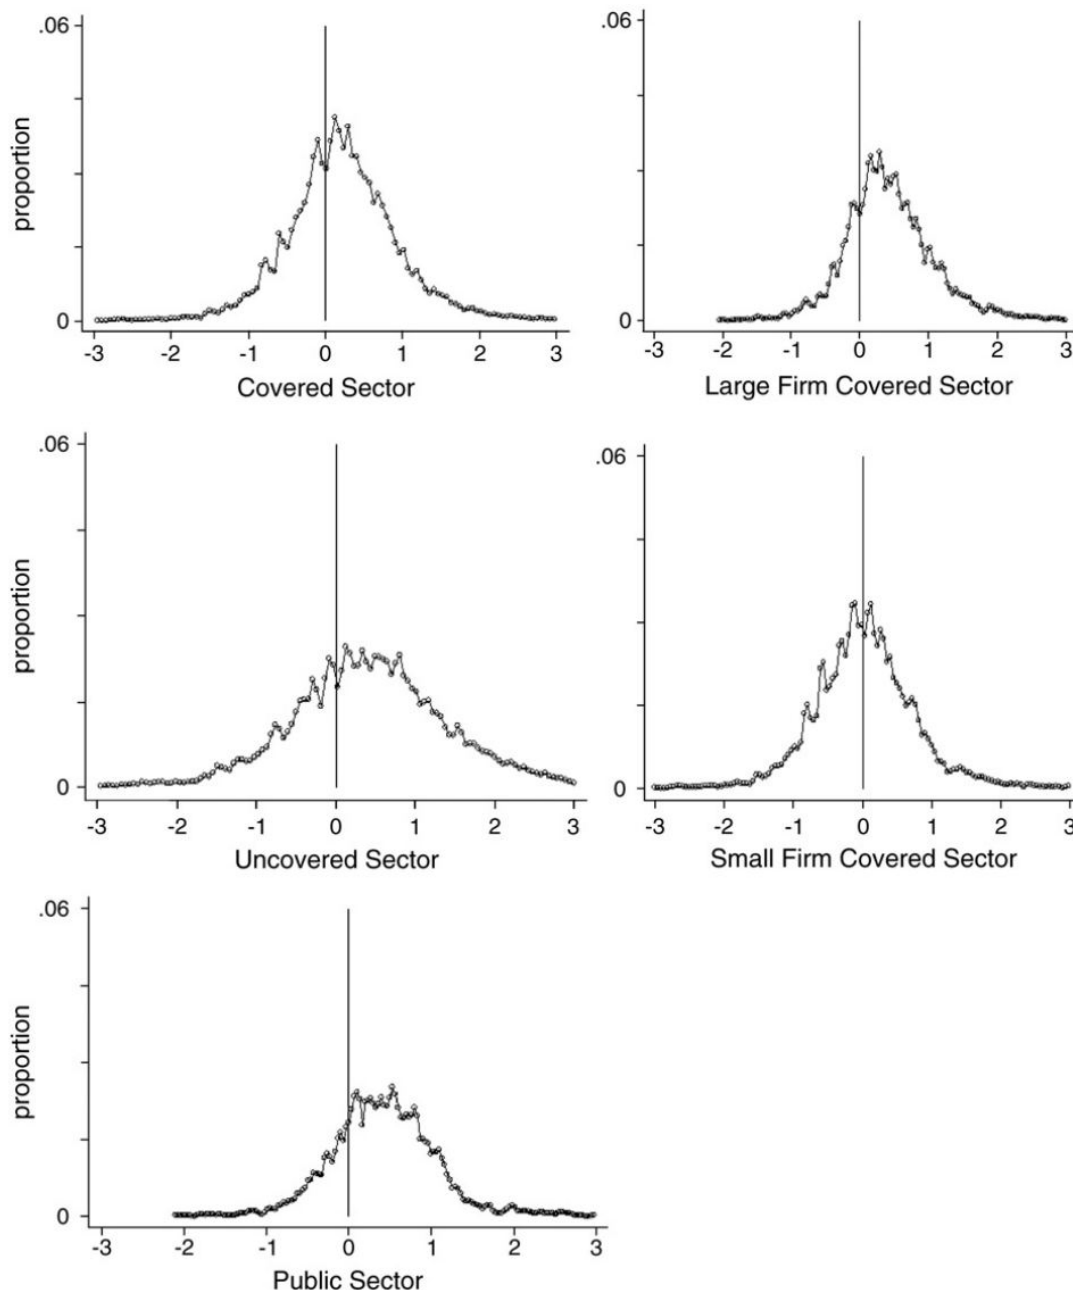 .06
proportion
0
-3 -2 -1 0 1 2 3
Covered Sector
.06
0
-3 -2 -1 0 1 2 3
Large Firm Covered Sector
.06
proportion
0
-3 -2 -1 0 1 2 3
Uncovered Sector
.06
0
-3 -2 -1 0 1 2 3
Small Firm Covered Sector
.06
proportion
0
-3 -2 -1 0 1 2 3
Public Sector